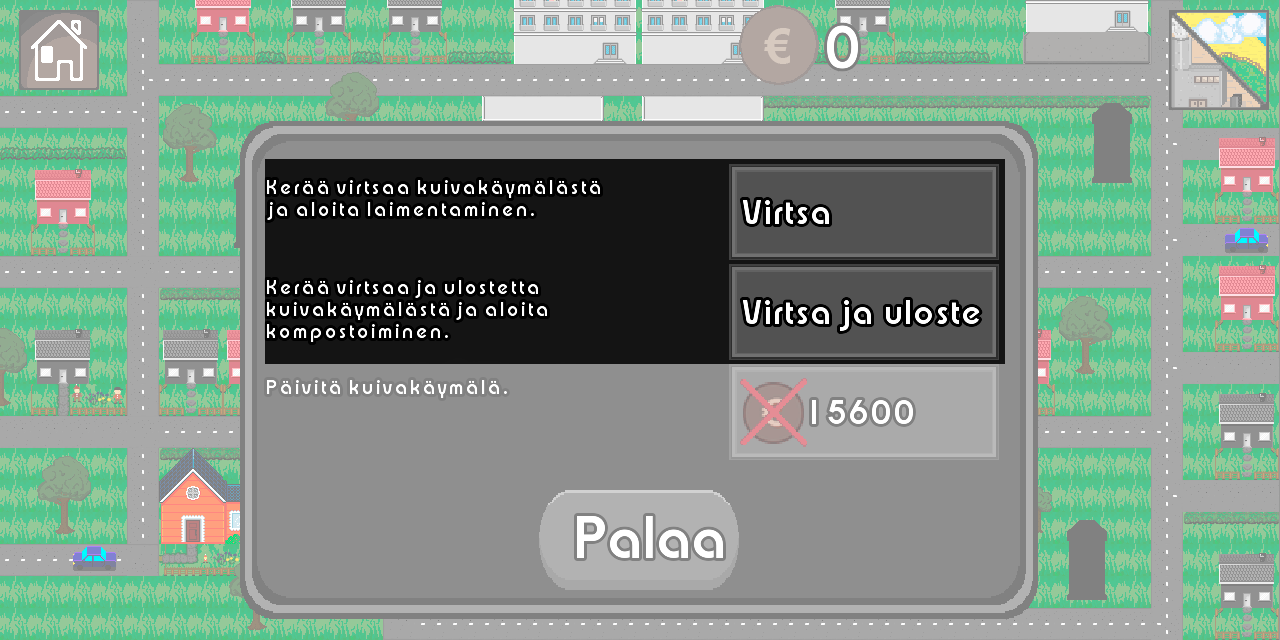 € 0
Kerää virtsaa kuivakäymälästä
ja aloita laimentaminen.
Virtsa
Kerää virtsaa ja ulostetta
kuivakäymälästä ja aloita
kompostoiminen.
Virtsa ja uloste
Päivitä kuivakäymälä.
€ 15600
Palaa